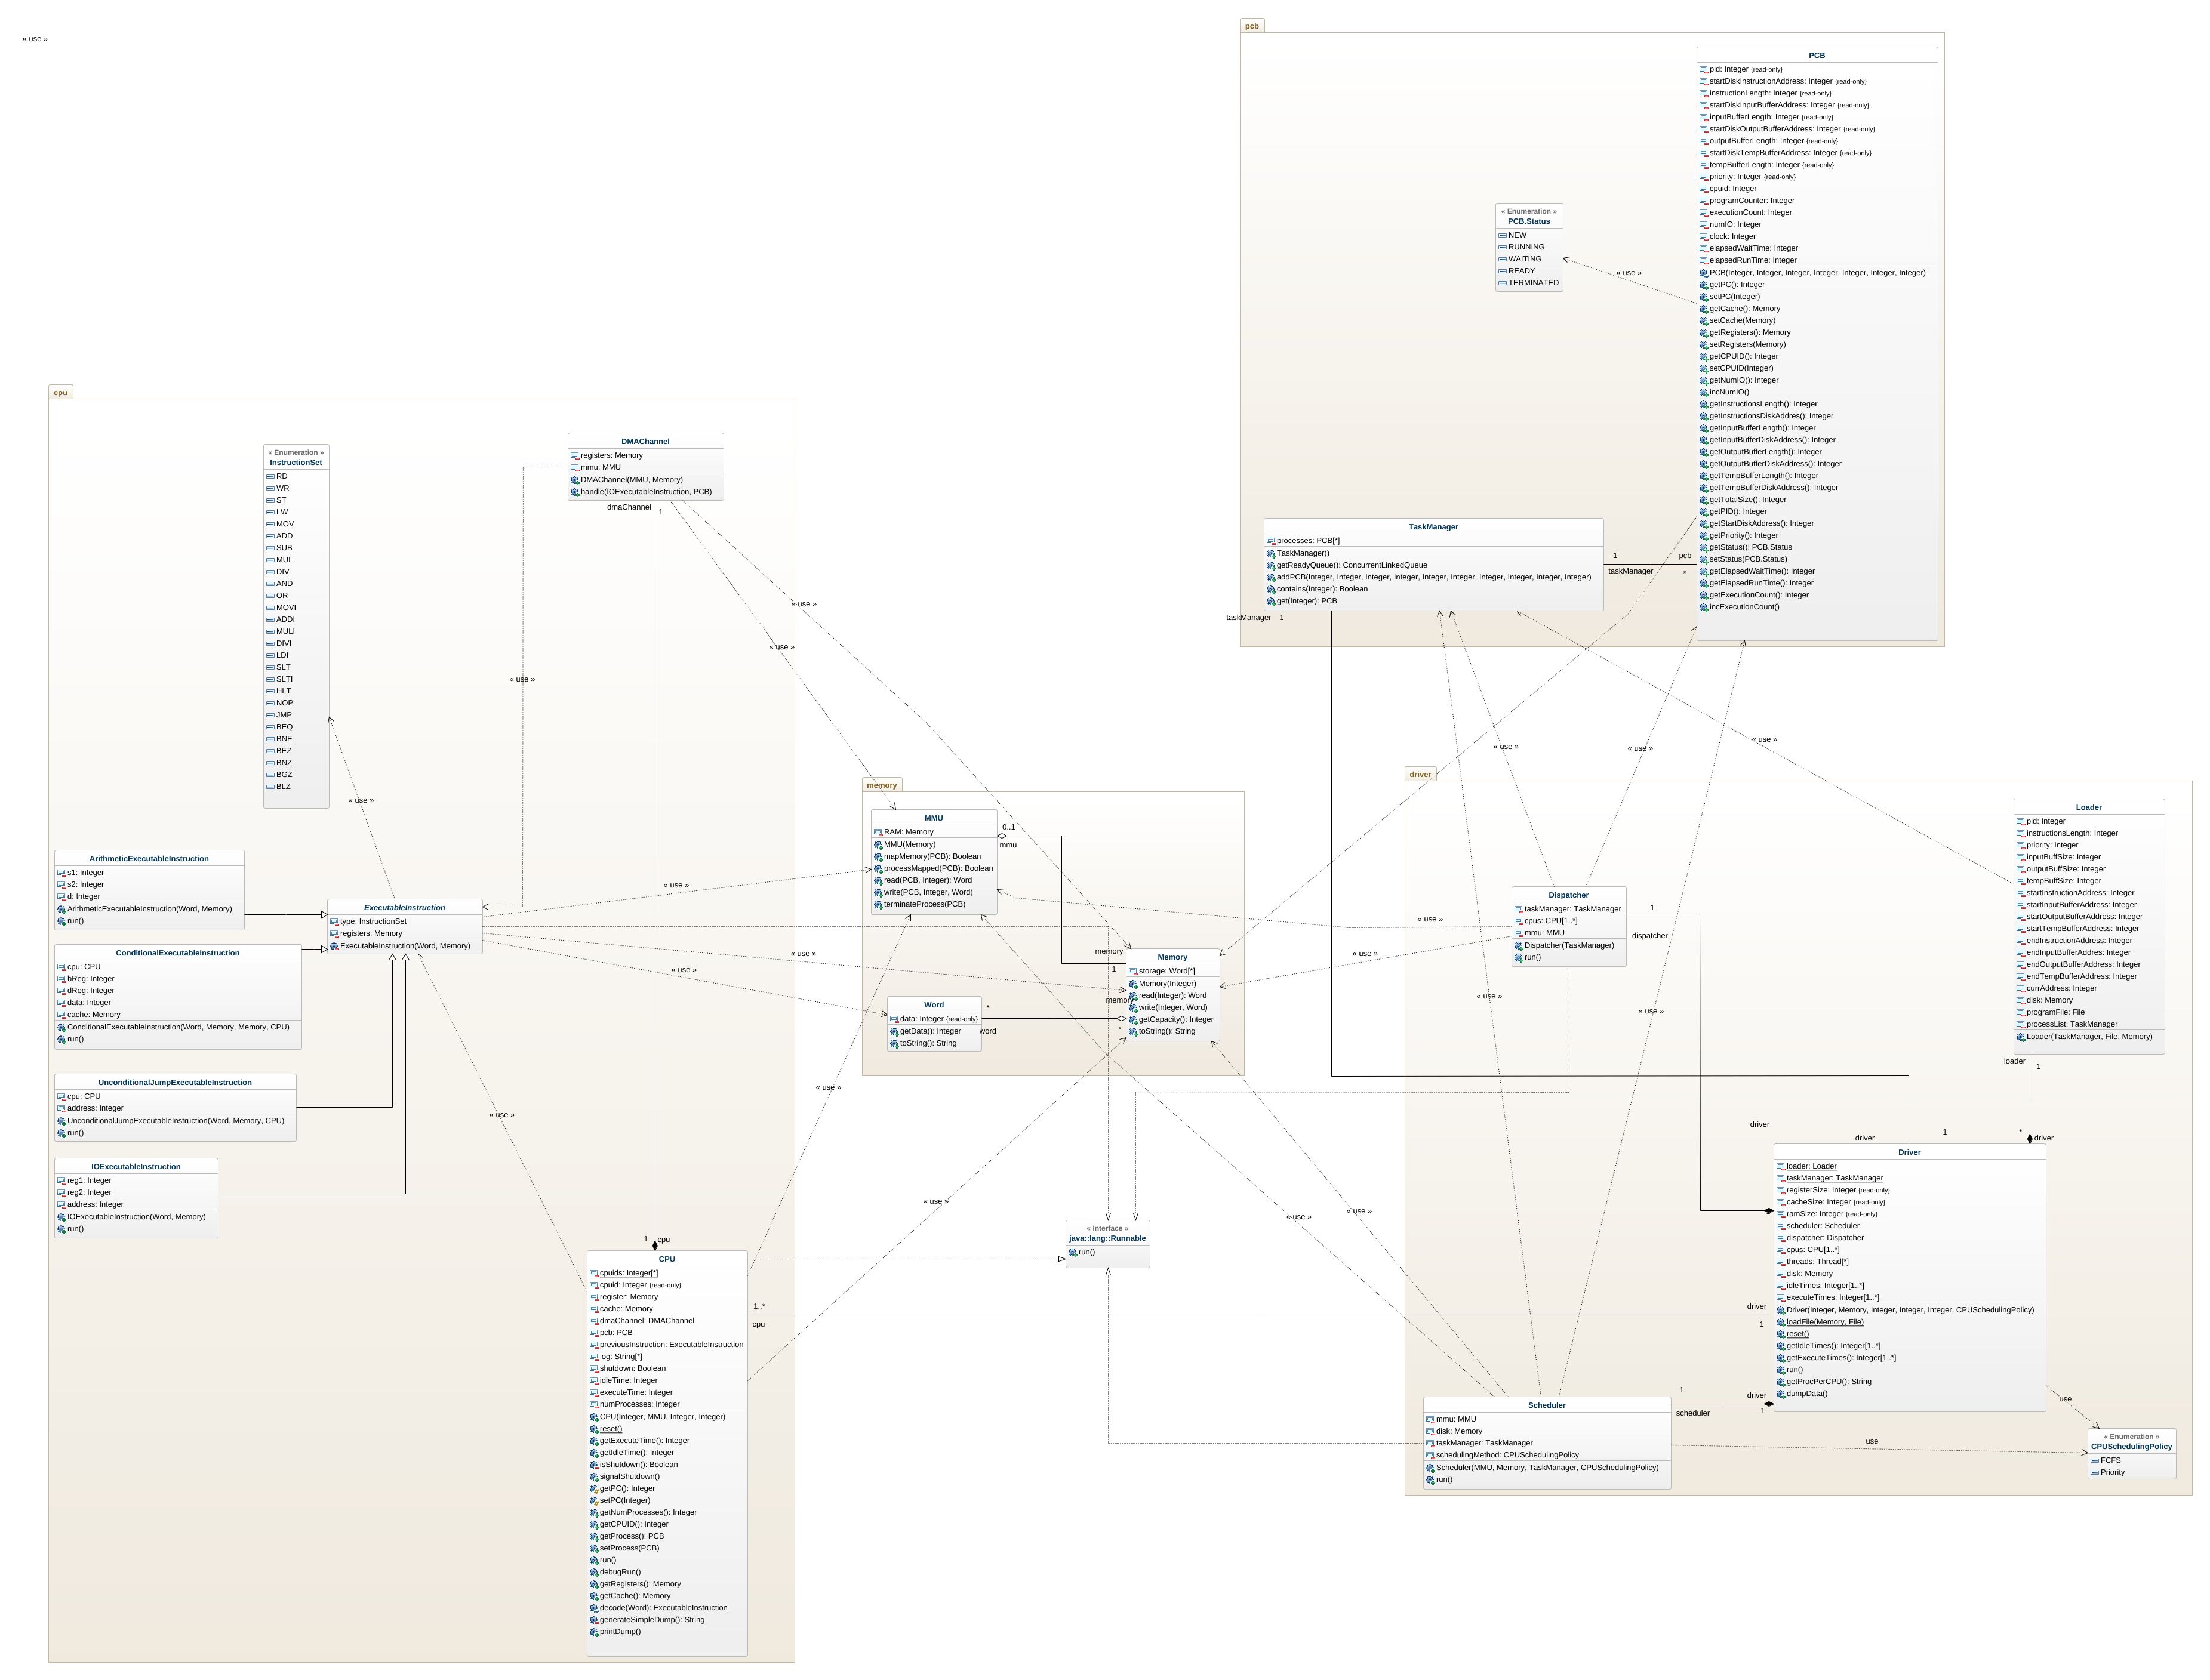 « use »
pcb
PCB
pid: Integer {read-only}
startDiskInstructionAddress: Integer {read-only}
instructionLength: Integer {read-only}
startDiskInputBufferAddress: Integer {read-only}
inputBufferLength: Integer {read-only}
startDiskOutputBufferAddress: Integer {read-only}
outputBufferLength: Integer {read-only}
startDiskTempBufferAddress: Integer {read-only}
tempBufferLength: Integer {read-only}
priority: Integer {read-only}
cpuid: Integer
programCounter: Integer
executionCount: Integer
numIO: Integer
clock: Integer
elapsedWaitTime: Integer
elapsedRunTime: Integer
PCB(Integer, Integer, Integer, Integer, Integer, Integer, Integer)
getPC(): Integer
setPC(Integer)
getCache(): Memory
setCache(Memory)
getRegisters(): Memory
setRegisters(Memory)
getCPUID(): Integer
setCPUID(Integer)
getNumIO(): Integer
incNumIO()
getInstructionsLength(): Integer
getInstructionsDiskAddres(): Integer
getInputBufferLength(): Integer
getInputBufferDiskAddress(): Integer
getOutputBufferLength(): Integer
getOutputBufferDiskAddress(): Integer
getTempBufferLength(): Integer
getTempBufferDiskAddress(): Integer
getTotalSize(): Integer
getPID(): Integer
getStartDiskAddress(): Integer
getPriority(): Integer
getStatus(): PCB.Status
setStatus(PCB.Status)
getElapsedWaitTime(): Integer
getElapsedRunTime(): Integer
getExecutionCount(): Integer
incExecutionCount()
« Enumeration »
PCB.Status
NEW
RUNNING
WAITING
READY
TERMINATED
« use »
TaskManager
processes: PCB[*]
TaskManager()
getReadyQueue(): ConcurrentLinkedQueue
addPCB(Integer, Integer, Integer, Integer, Integer, Integer, Integer, Integer, Integer, Integer)
contains(Integer): Boolean
get(Integer): PCB
1
pcb
taskManager
*
taskManager
1
cpu
« Enumeration »
InstructionSet
RD
WR
ST
LW
MOV
ADD
SUB
MUL
DIV
AND
OR
MOVI
ADDI
MULI
DIVI
LDI
SLT
SLTI
HLT
NOP
JMP
BEQ
BNE
BEZ
BNZ
BGZ
BLZ
DMAChannel
registers: Memory
mmu: MMU
DMAChannel(MMU, Memory)
handle(IOExecutableInstruction, PCB)
dmaChannel
1
« use »
« use »
« use »
« use »
ArithmeticExecutableInstruction
s1: Integer
s2: Integer
d: Integer
ArithmeticExecutableInstruction(Word, Memory)
run()
ExecutableInstruction
type: InstructionSet
registers: Memory
ExecutableInstruction(Word, Memory)
ConditionalExecutableInstruction
cpu: CPU
bReg: Integer
dReg: Integer
data: Integer
cache: Memory
ConditionalExecutableInstruction(Word, Memory, Memory, CPU)
run()
UnconditionalJumpExecutableInstruction
cpu: CPU
address: Integer
UnconditionalJumpExecutableInstruction(Word, Memory, CPU)
run()
IOExecutableInstruction
reg1: Integer
reg2: Integer
address: Integer
IOExecutableInstruction(Word, Memory)
run()
« use »
« use »
« use »
« use »
« use »
« use »
1
cpu
CPU
cpuids: Integer[*]
cpuid: Integer {read-only}
register: Memory
cache: Memory
dmaChannel: DMAChannel
pcb: PCB
previousInstruction: ExecutableInstruction
log: String[*]
shutdown: Boolean
idleTime: Integer
executeTime: Integer
numProcesses: Integer
CPU(Integer, MMU, Integer, Integer)
reset()
getExecuteTime(): Integer
getIdleTime(): Integer
isShutdown(): Boolean
signalShutdown()
getPC(): Integer
setPC(Integer)
getNumProcesses(): Integer
getCPUID(): Integer
getProcess(): PCB
setProcess(PCB)
run()
debugRun()
getRegisters(): Memory
getCache(): Memory
decode(Word): ExecutableInstruction
generateSimpleDump(): String
printDump()
1..*
cpu
memory
MMU
RAM: Memory
MMU(Memory)
mapMemory(PCB): Boolean
processMapped(PCB): Boolean
read(PCB, Integer): Word
write(PCB, Integer, Word)
terminateProcess(PCB)
0..1
mmu
memory
1
Memory
storage: Word[*]
Memory(Integer)
read(Integer): Word
write(Integer, Word)
getCapacity(): Integer
toString(): String
memory
*
Word
data: Integer {read-only}
getData(): Integer
toString(): String
*
word
« Interface »
java::lang::Runnable
run()
« use »
« use »
« use »
« use »
« use »
« use »
« use »
« use »
« use »
driver
Dispatcher
taskManager: TaskManager
cpus: CPU[1..*]
mmu: MMU
Dispatcher(TaskManager)
run()
1
dispatcher
Loader
pid: Integer
instructionsLength: Integer
priority: Integer
inputBuffSize: Integer
outputBuffSize: Integer
tempBuffSize: Integer
startInstructionAddress: Integer
startInputBufferAddress: Integer
startOutputBufferAddress: Integer
startTempBufferAddress: Integer
endInstructionAddress: Integer
endInputBufferAddres: Integer
endOutputBufferAddress: Integer
endTempBufferAddress: Integer
currAddress: Integer
disk: Memory
programFile: File
processList: TaskManager
Loader(TaskManager, File, Memory)
loader
1
driver
driver
1
*
driver
Driver
loader: Loader
taskManager: TaskManager
registerSize: Integer {read-only}
cacheSize: Integer {read-only}
ramSize: Integer {read-only}
scheduler: Scheduler
dispatcher: Dispatcher
cpus: CPU[1..*]
threads: Thread[*]
disk: Memory
idleTimes: Integer[1..*]
executeTimes: Integer[1..*]
Driver(Integer, Memory, Integer, Integer, Integer, CPUSchedulingPolicy)
loadFile(Memory, File)
reset()
getIdleTimes(): Integer[1..*]
getExecuteTimes(): Integer[1..*]
run()
getProcPerCPU(): String
dumpData()
driver
1
driver
1
1
scheduler
Scheduler
mmu: MMU
disk: Memory
taskManager: TaskManager
schedulingMethod: CPUSchedulingPolicy
Scheduler(MMU, Memory, TaskManager, CPUSchedulingPolicy)
run()
use
use
« Enumeration »
CPUSchedulingPolicy
FCFS
Priority